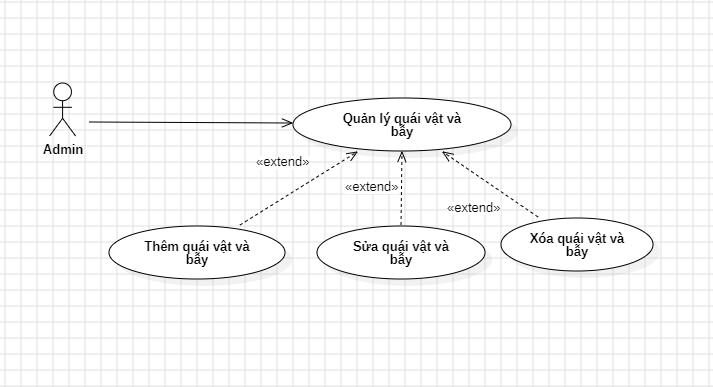 Admin
Quản lý quái vật và
bẫy
«extend»
«extend»
«extend»
Thêm quái vật và
bẫy
Sửa quái vật và
bẫy
Xóa quái vật và
bẫy